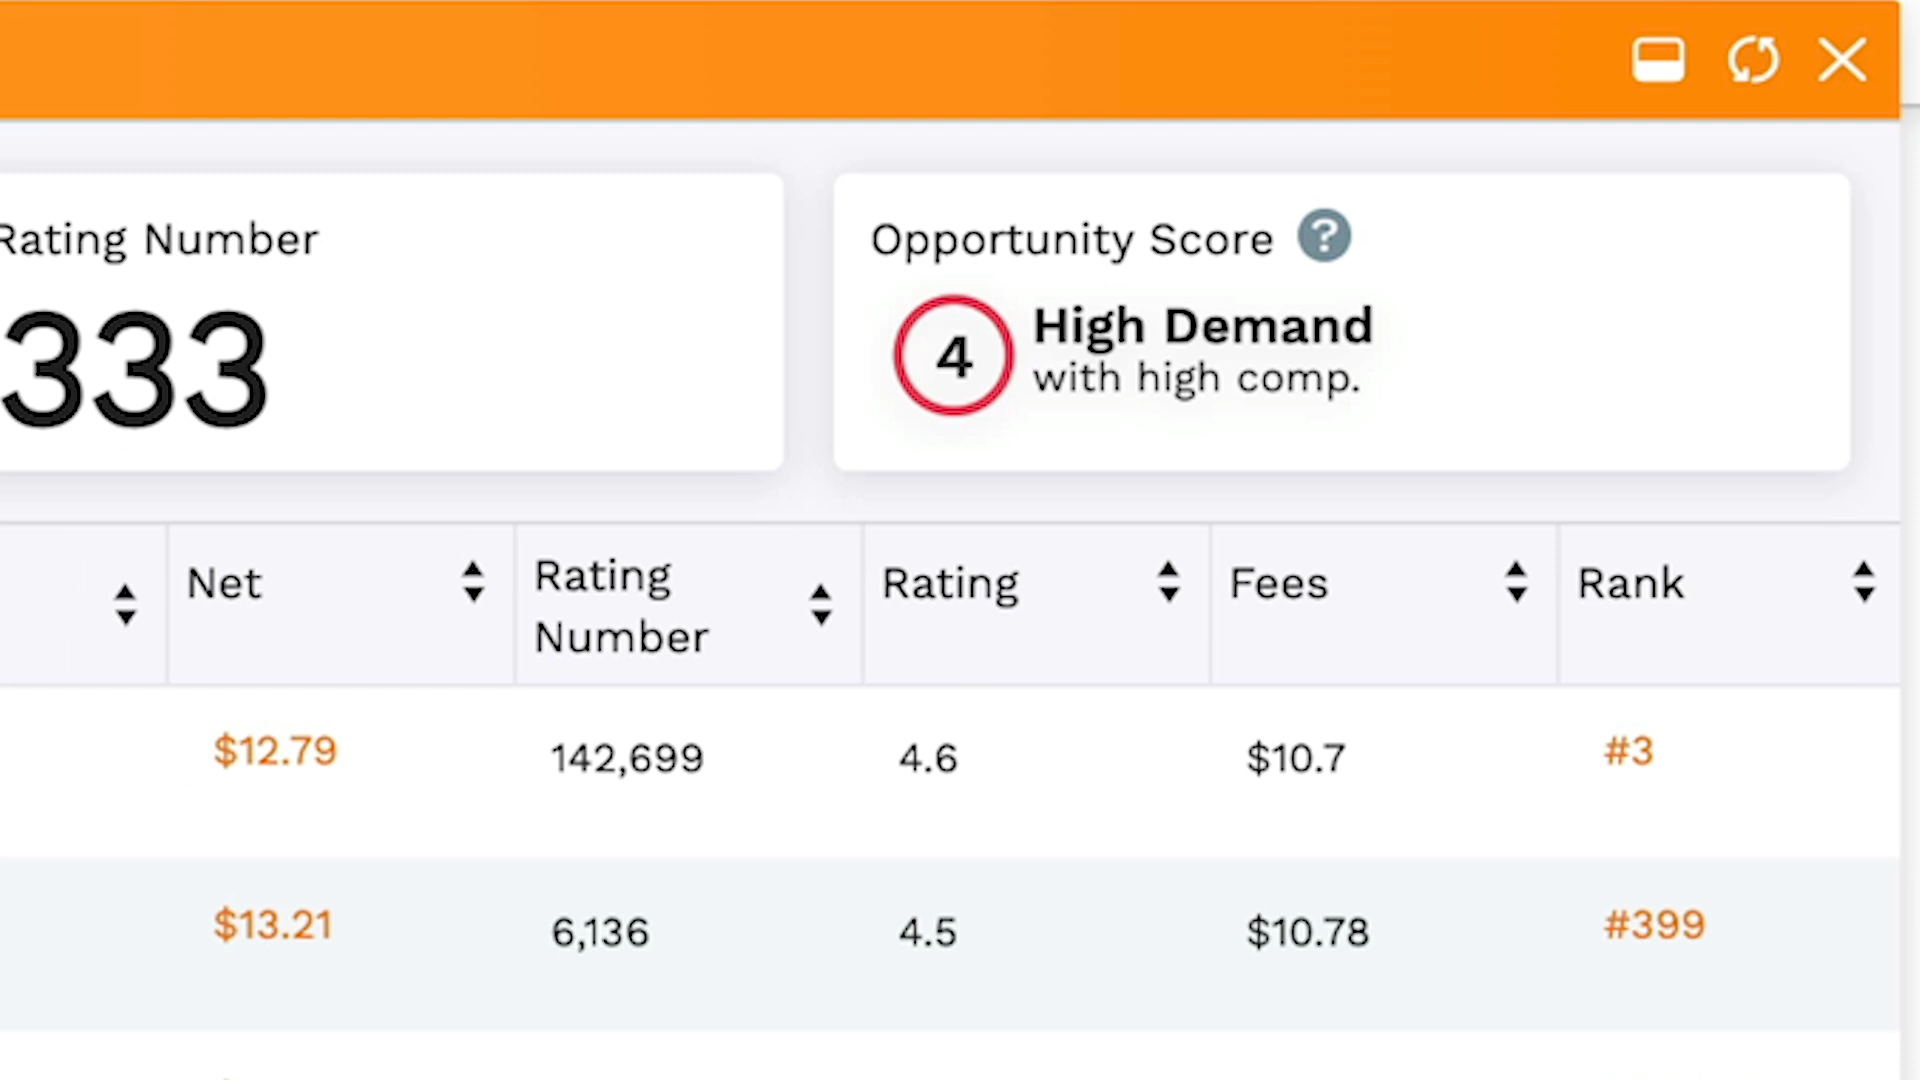 Rating Number
333
Opportunity Score ?
4
High Demand
with high comp.
Net
Rating
Number
Rating
Fees
Rank
$12.79 142,699 4.6 $10.7 #3
$13.21 6,136 4.5 $10.78 #399